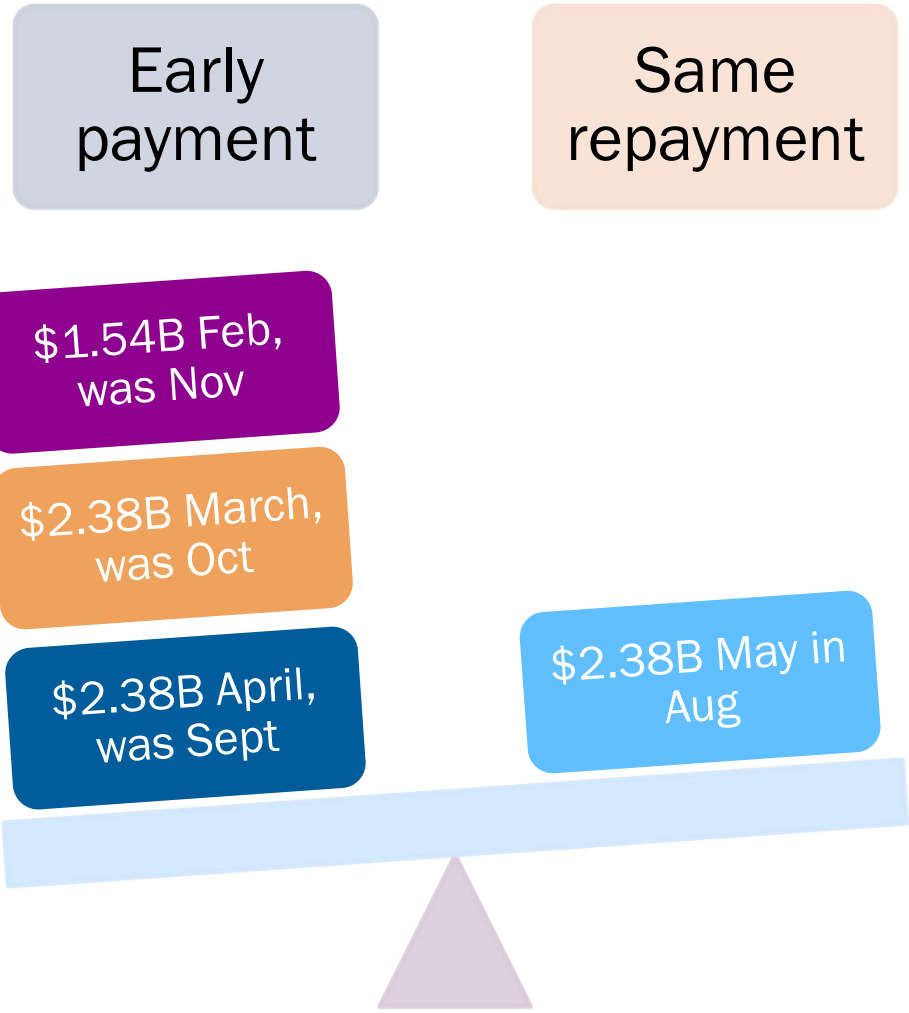 Early
payment
Same
repayment
$1.54B Feb,
was Nov
$2.38B March,
was Oct
$2.38B April,
was Sept
$2.38B May in
Aug